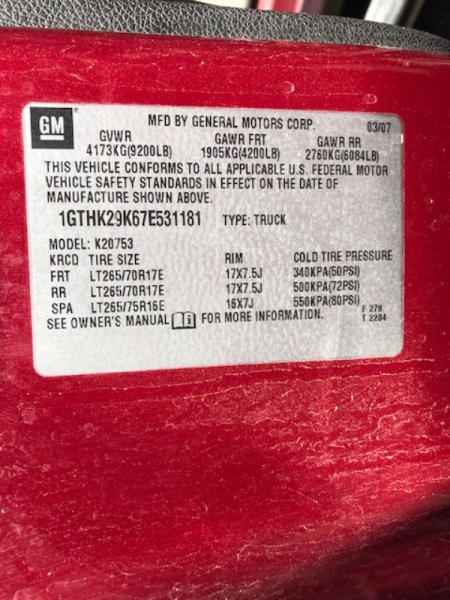 GM
MFD BY GENERAL MOTORS CORP. 03/07
GVWR GAWR FRT GAWR RR
4173KG(9200LB) 1905KG(4200LB) 2760KG(6084LB)
THIS VEHICLE CONFORMS TO ALL APPLICABLE U.S. FEDERAL MOTOR
VEHICLE SAFETY STANDARDS IN EFFECT ON THE DATE OF
MANUFACTURE SHOWN ABOVE.
1GTHK29K67E531181 TYPE: TRUCK
MODEL: K20753
KRCD TIRE SIZE RIM COLD TIRE PRESSURE
FRT LT265/70R17E 17X7.5J 340KPA(50PSI)
RR LT265/70R17E 17X7.5J 500KPA(72PSI)
SPA LT265/75R16E 16X7J 550KPA(80PSI)
SEE OWNER'S MANUAL FOR MORE INFORMATION. F 279
T 2204